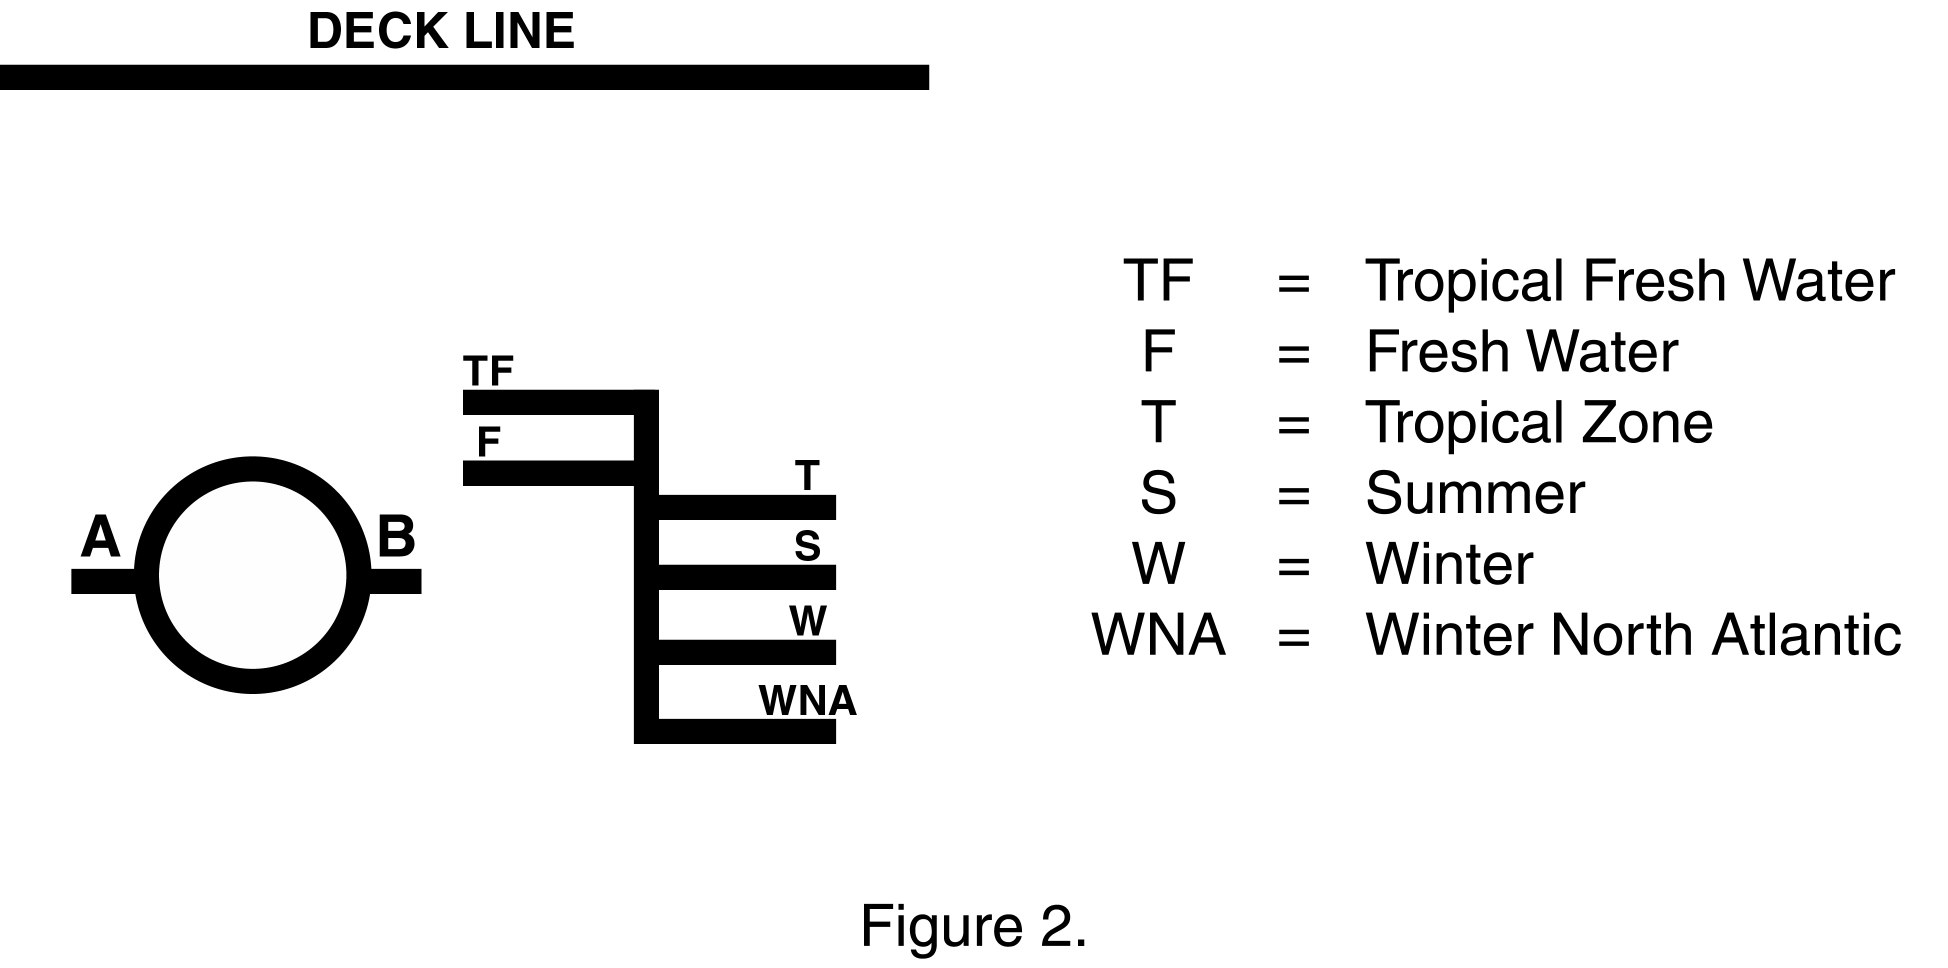 DECK LINE
TF
F
T
S
W
WNA
A B
TF = Tropical Fresh Water
F = Fresh Water
T = Tropical Zone
S = Summer
W = Winter
WNA = Winter North Atlantic
Figure 2.